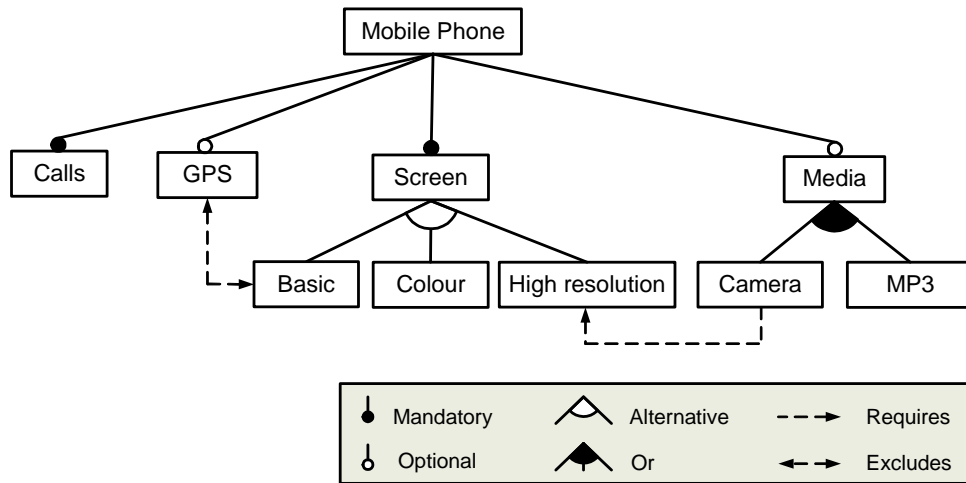 Mobile Phone
Calls
GPS
Screen
Media
Basic
Colour
High resolution
Camera
MP3
Mandatory
Alternative
Requires
Optional
Or
Excludes